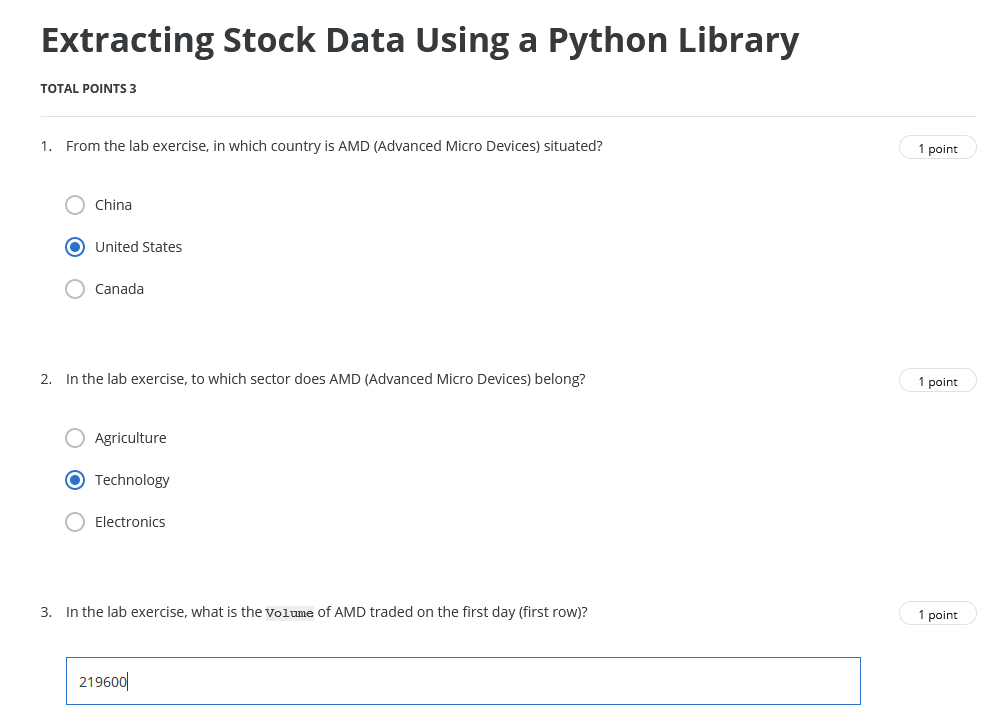 Extracting Stock Data Using a Python Library
TOTAL POINTS 3
1. From the lab exercise, in which country is AMD (Advanced Micro Devices) situated?
1 point
China
United States
Canada
2. In the lab exercise, to which sector does AMD (Advanced Micro Devices) belong?
1 point
Agriculture
Technology
Electronics
3. In the lab exercise, what is the Volume of AMD traded on the first day (first row)?
1 point
219600